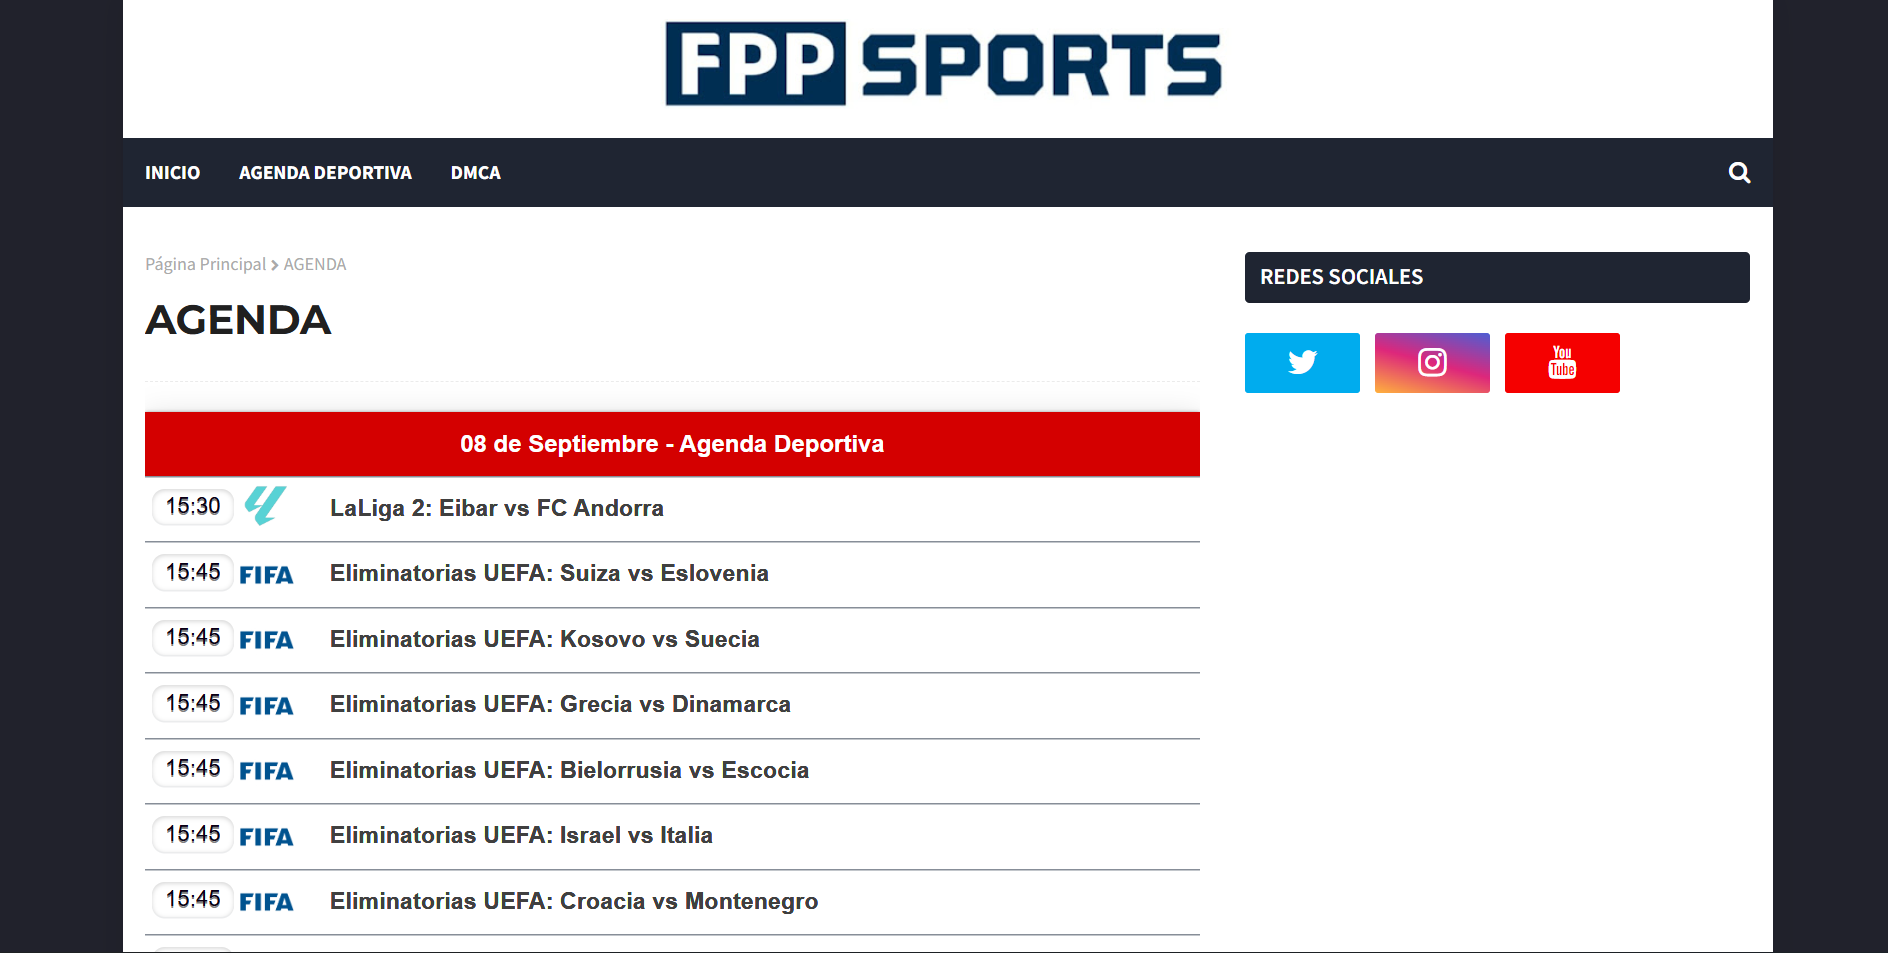 FPP SPORTS
INICIO AGENDA DEPORTIVA DMCA
Página Principal > AGENDA
AGENDA
08 de Septiembre - Agenda Deportiva
15:30 LaLiga 2: Eibar vs FC Andorra
15:45 FIFA Eliminatorias UEFA: Suiza vs Eslovenia
15:45 FIFA Eliminatorias UEFA: Kosovo vs Suecia
15:45 FIFA Eliminatorias UEFA: Grecia vs Dinamarca
15:45 FIFA Eliminatorias UEFA: Bielorrusia vs Escocia
15:45 FIFA Eliminatorias UEFA: Israel vs Italia
15:45 FIFA Eliminatorias UEFA: Croacia vs Montenegro
REDES SOCIALES
You
Tube